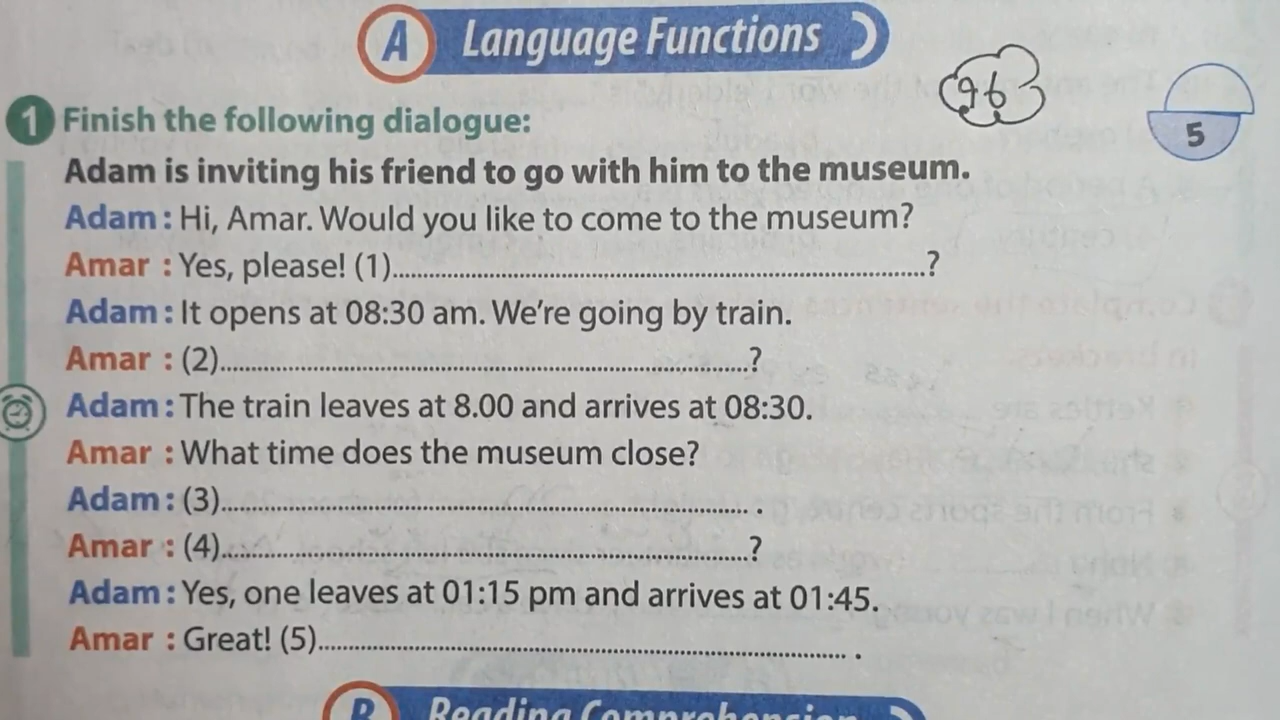 A Language Functions
96
5
1 Finish the following dialogue:
Adam is inviting his friend to go with him to the museum.
Adam: Hi, Amar. Would you like to come to the museum?
Amar : Yes, please! (1)..........................................................?
Adam: It opens at 08:30 am. We're going by train.
Amar : (2)..........................................................?
Adam: The train leaves at 8.00 and arrives at 08:30.
Amar : What time does the museum close?
Adam: (3).......................................................... .
Amar : (4)..........................................................?
Adam: Yes, one leaves at 01:15 pm and arrives at 01:45.
Amar : Great! (5).......................................................... .
B Reading Comprehension